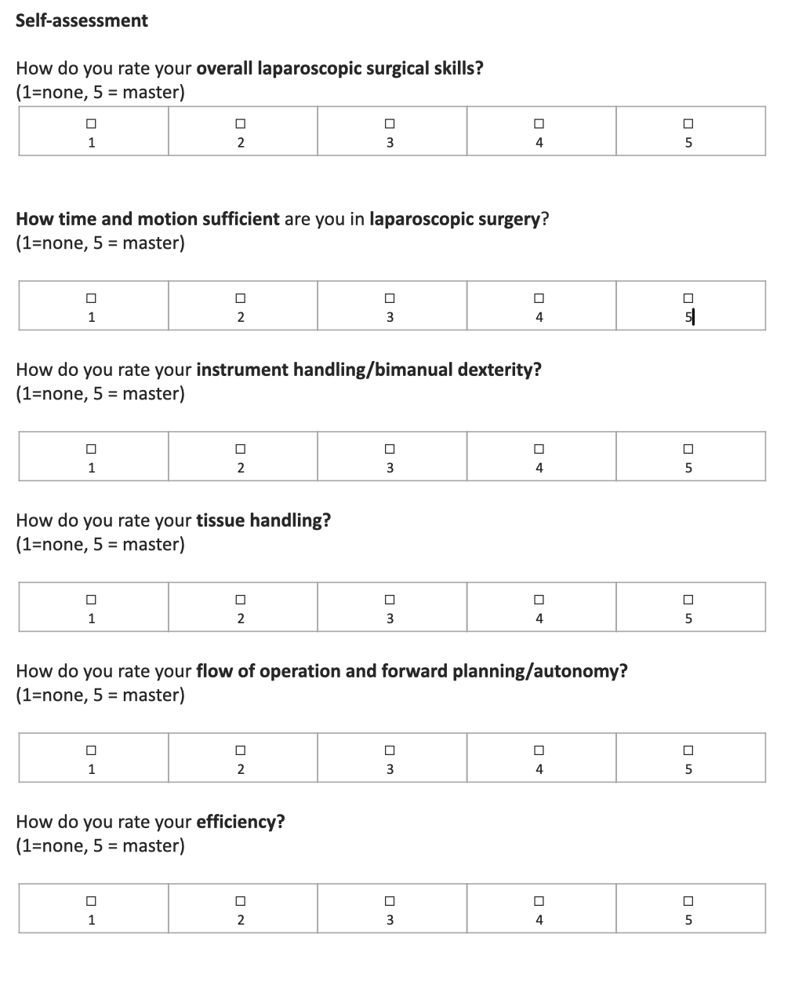 Self-assessment
How do you rate your overall laparoscopic surgical skills?
(1=none, 5 = master)
☐ ☐ ☐ ☐ ☐
1 2 3 4 5
How time and motion sufficient are you in laparoscopic surgery?
(1=none, 5 = master)
☐ ☐ ☐ ☐ ☐
1 2 3 4 5
How do you rate your instrument handling/bimanual dexterity?
(1=none, 5 = master)
☐ ☐ ☐ ☐ ☐
1 2 3 4 5
How do you rate your tissue handling?
(1=none, 5 = master)
☐ ☐ ☐ ☐ ☐
1 2 3 4 5
How do you rate your flow of operation and forward planning/autonomy?
(1=none, 5 = master)
☐ ☐ ☐ ☐ ☐
1 2 3 4 5
How do you rate your efficiency?
(1=none, 5 = master)
☐ ☐ ☐ ☐ ☐
1 2 3 4 5